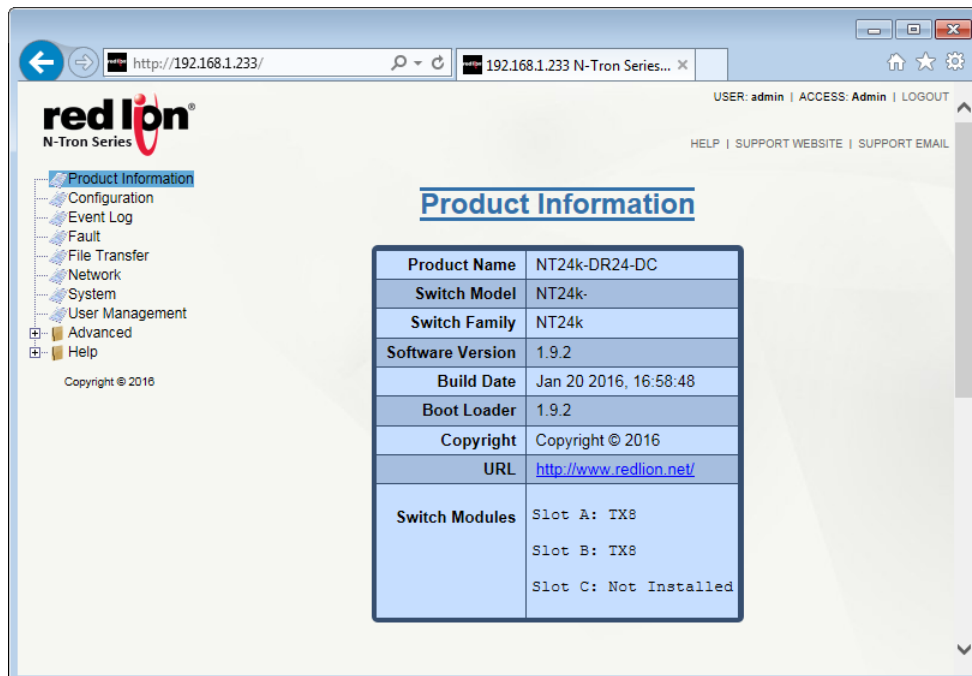 http://192.168.1.233/
192.168.1.233 N-Tron Series...
USER: admin | ACCESS: Admin | LOGOUT
red lion®
N-Tron Series
HELP | SUPPORT WEBSITE | SUPPORT EMAIL
Product Information
Configuration
Event Log
Fault
File Transfer
Network
System
User Management
Advanced
Help
Copyright © 2016
Product Information
Product Name NT24k-DR24-DC
Switch Model NT24k-
Switch Family NT24k
Software Version 1.9.2
Build Date Jan 20 2016, 16:58:48
Boot Loader 1.9.2
Copyright Copyright © 2016
URL http://www.redlion.net/
Switch Modules
Slot A: TX8
Slot B: TX8
Slot C: Not Installed